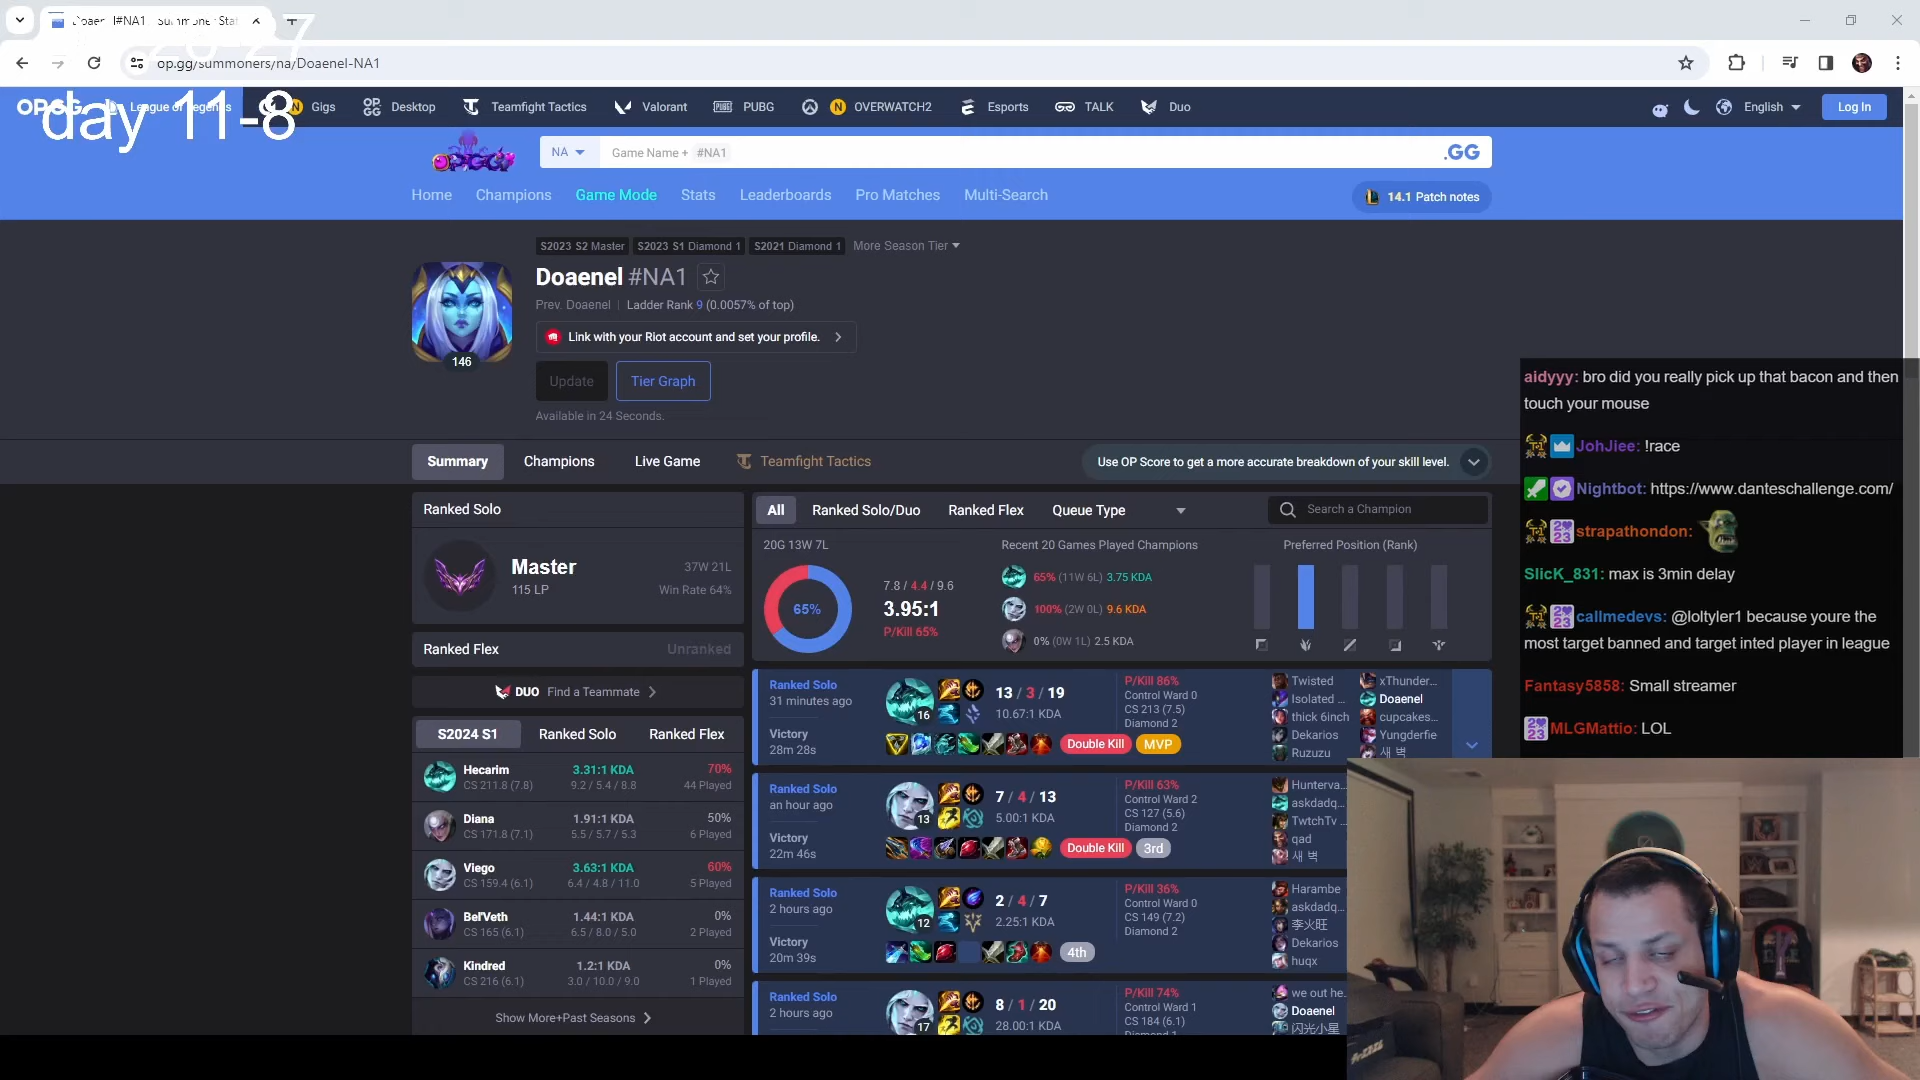 op.gg/summoners/na/Doaenel-NA1
day 11-8
Gigs
Desktop
Teamfight Tactics
Valorant
PUBG
OVERWATCH2
Esports
TALK
Duo
English
Log In
NA
Game Name + #NA1
.GG
Home
Champions
Game Mode
Stats
Leaderboards
Pro Matches
Multi-Search
14.1 Patch notes
S2023 S2 Master
S2023 S1 Diamond 1
S2021 Diamond 1
More Season Tier
Doaenel #NA1
Prev. Doaenel
Ladder Rank 9 (0.0057% of top)
Link with your Riot account and set your profile.
146
Update
Tier Graph
Available in 24 Seconds.
Summary
Champions
Live Game
Teamfight Tactics
Use OP Score to get a more accurate breakdown of your skill level.
Ranked Solo
Master
115 LP
37W 21L
Win Rate 64%
Ranked Flex
Unranked
DUO Find a Teammate
S2024 S1
Ranked Solo
Ranked Flex
Hecarim 3.31:1 KDA 70%
CS 211.8 (7.8) 9.2 / 5.4 / 8.8 44 Played
Diana 1.91:1 KDA 50%
CS 171.8 (7.1) 5.5 / 5.7 / 5.3 6 Played
Viego 3.63:1 KDA 60%
CS 159.4 (6.1) 6.4 / 4.8 / 11.0 5 Played
Bel'Veth 1.44:1 KDA 0%
CS 165 (6.1) 6.5 / 8.0 / 5.0 2 Played
Kindred 1.2:1 KDA 0%
CS 216 (6.1) 3.0 / 10.0 / 9.0 1 Played
Show More+Past Seasons
All
Ranked Solo/Duo
Ranked Flex
Queue Type
Search a Champion
20G 13W 7L
65%
7.8 / 4.4 / 9.6
3.95:1
P/Kill 65%
Recent 20 Games Played Champions
65% (11W 6L) 3.75 KDA
100% (2W 0L) 9.6 KDA
0% (0W 1L) 2.5 KDA
Preferred Position (Rank)
Ranked Solo
31 minutes ago
Victory
28m 28s
16
13 / 3 / 19
10.67:1 KDA
Double Kill
MVP
P/Kill 86%
Control Ward 0
CS 213 (7.5)
Diamond 2
Twisted
Isolated ...
thick 6inch
Dekarios
Ruzuzu
xThunder...
Doaenel
cupcakes...
Yungderfie
새 벽
Ranked Solo
an hour ago
Victory
22m 46s
13
7 / 4 / 13
5.00:1 KDA
Double Kill
3rd
P/Kill 63%
Control Ward 2
CS 127 (5.6)
Diamond 2
Hunterva...
askdadq...
TwtchTv ...
qad
새 벽
Ranked Solo
2 hours ago
Victory
20m 39s
12
2 / 4 / 7
2.25:1 KDA
4th
P/Kill 36%
Control Ward 0
CS 149 (7.2)
Diamond 2
Harambe
askdadq...
李火旺
Dekarios
huqx
Ranked Solo
2 hours ago
17
8 / 1 / 20
28.00:1 KDA
P/Kill 74%
Control Ward 1
CS 184 (6.1)
we out he...
Doaenel
闪光小星
aidyyy: bro did you really pick up that bacon and then
touch your mouse
JohJiee: !race
Nightbot: https://www.danteschallenge.com/
strapathondon:
SlicK_831: max is 3min delay
callmedevs: @loltyler1 because youre the
most target banned and target inted player in league
Fantasy5858: Small streamer
MLGMattio: LOL